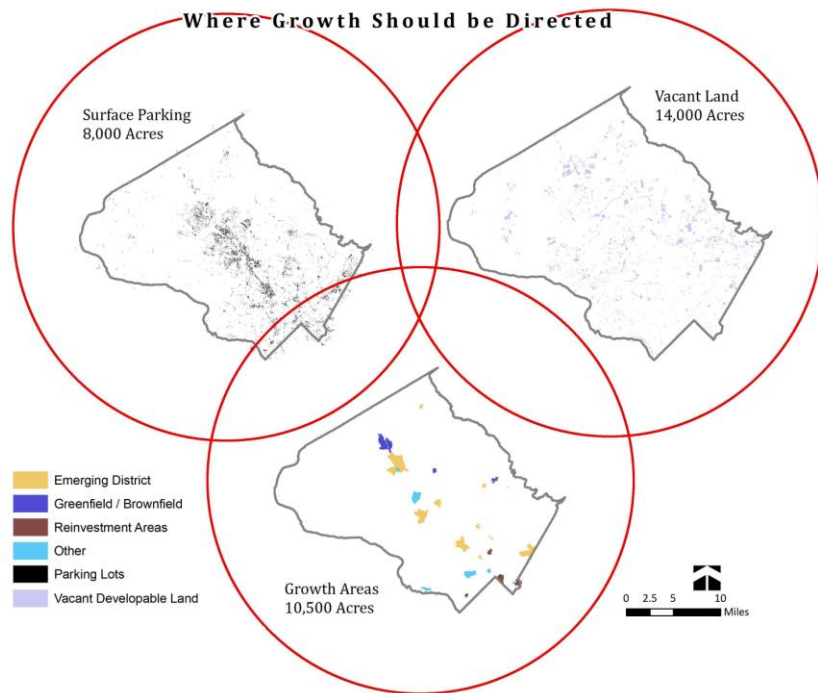 Where Growth Should be Directed
Surface Parking
8,000 Acres
Vacant Land
14,000 Acres
Emerging District
Greenfield / Brownfield
Reinvestment Areas
Other
Parking Lots
Vacant Developable Land
Growth Areas
10,500 Acres
0 2.5 5 10
Miles